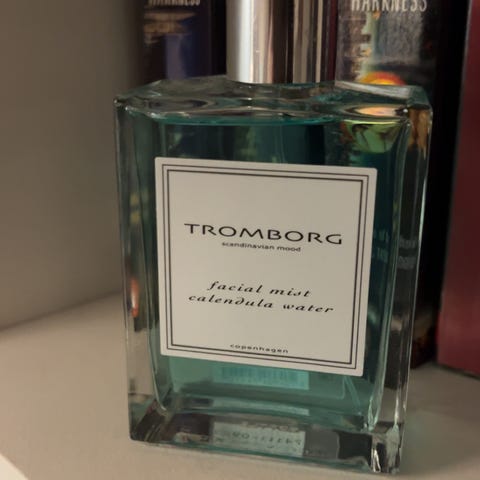 HARKNESS
TROMBORG
scandinavian mood
facial mist
calendula water
copenhagen